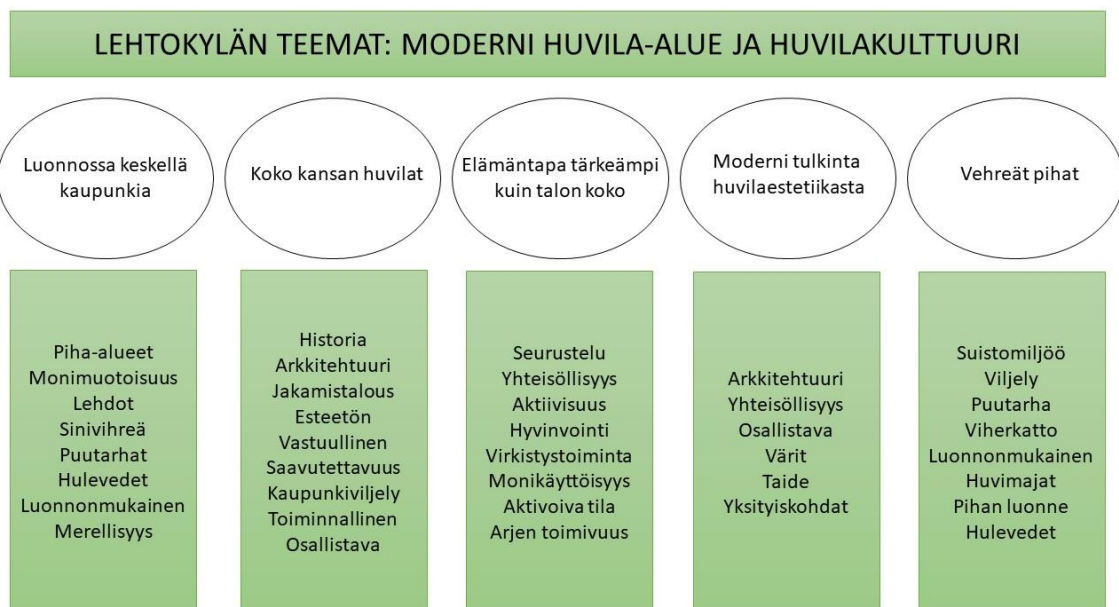 LEHTOKYLÄN TEEMAT: MODERNI HUVILA-ALUE JA HUVILAKULTTUURI
Luonnossa keskellä
kaupunkia
Koko kansan huvilat
Elämäntapa tärkeämpi
kuin talon koko
Moderni tulkinta
huvilaestetiikasta
Vehreät pihat
Piha-alueet
Monimuotoisuus
Lehdot
Sinivihreä
Puutarhat
Hulevedet
Luonnonmukainen
Merellisyys
Historia
Arkkitehtuuri
Jakamistalous
Esteetön
Vastuullinen
Saavutettavuus
Kaupunkiviljely
Toiminnallinen
Osallistava
Seurustelu
Yhteisöllisyys
Aktiivisuus
Hyvinvointi
Virkistystoiminta
Monikäyttöisyys
Aktivoiva tila
Arjen toimivuus
Arkkitehtuuri
Yhteisöllisyys
Osallistava
Värit
Taide
Yksityiskohdat
Suistomiljöö
Viljely
Puutarha
Viherkatto
Luonnonmukainen
Huvimajat
Pihan luonne
Hulevedet